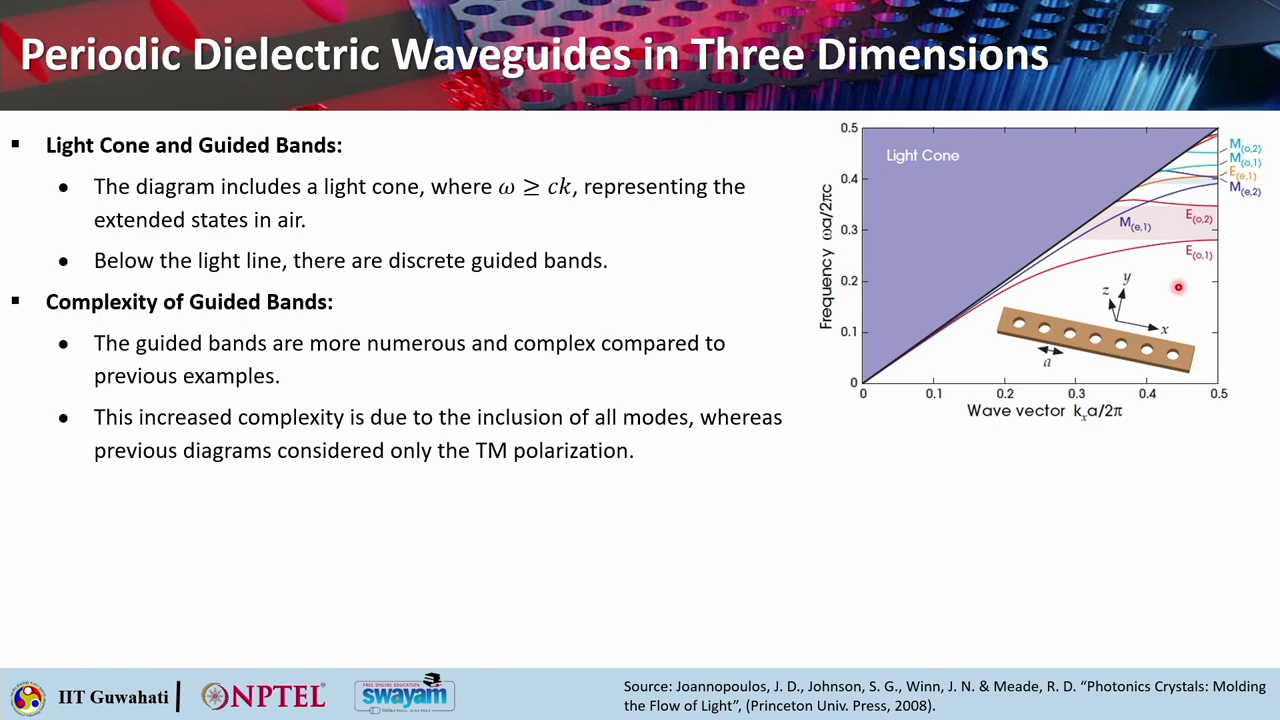 Periodic Dielectric Waveguides in Three Dimensions
▪ Light Cone and Guided Bands:
● The diagram includes a light cone, where 𝜔 ≥ 𝑐𝑘, representing the
extended states in air.
● Below the light line, there are discrete guided bands.
▪ Complexity of Guided Bands:
● The guided bands are more numerous and complex compared to
previous examples.
● This increased complexity is due to the inclusion of all modes, whereas
previous diagrams considered only the TM polarization.
Frequency ωa/2πc
0.5
0.4
0.3
0.2
0.1
0
Light Cone
M(o,2)
M(o,1)
E(e,1)
M(e,2)
E(o,2)
M(e,1)
E(o,1)
y
z
x
a
0
0.1
0.2
0.3
0.4
0.5
Wave vector kₓa/2π
IIT Guwahati
NPTEL
FREE ONLINE EDUCATION
swayam
Source: Joannopoulos, J. D., Johnson, S. G., Winn, J. N. & Meade, R. D. “Photonics Crystals: Molding
the Flow of Light”, (Princeton Univ. Press, 2008).